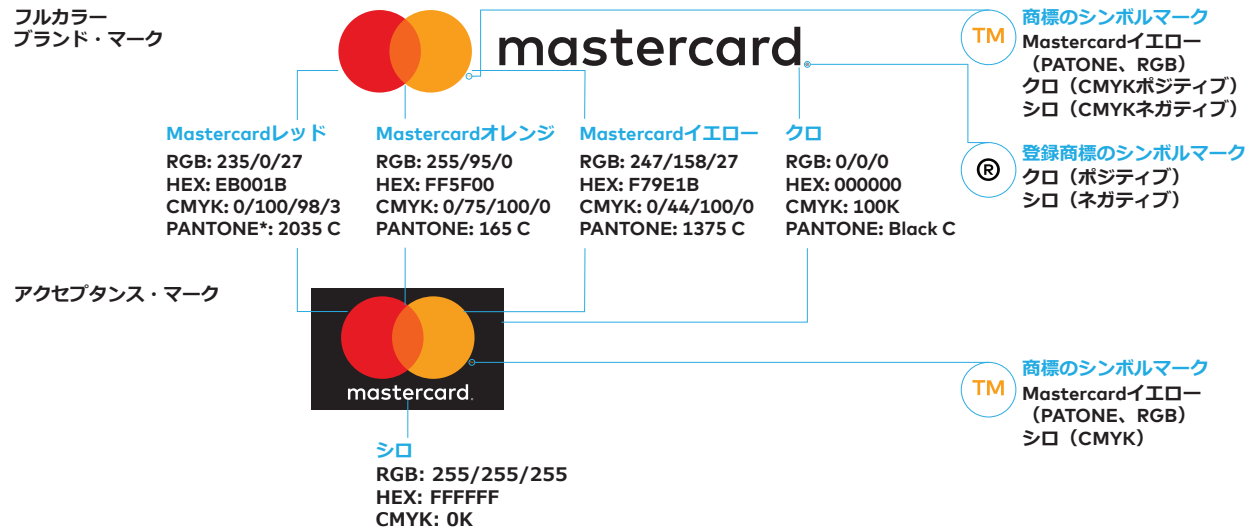 フルカラー
ブランド・マーク
mastercard®
TM
商標のシンボルマーク
Mastercardイエロー
（PATONE、RGB）
クロ（CMYKポジティブ）
シロ（CMYKネガティブ）
®
登録商標のシンボルマーク
クロ（ポジティブ）
シロ（ネガティブ）
Mastercardレッド
RGB: 235/0/27
HEX: EB001B
CMYK: 0/100/98/3
PANTONE*: 2035 C
Mastercardオレンジ
RGB: 255/95/0
HEX: FF5F00
CMYK: 0/75/100/0
PANTONE: 165 C
Mastercardイエロー
RGB: 247/158/27
HEX: F79E1B
CMYK: 0/44/100/0
PANTONE: 1375 C
クロ
RGB: 0/0/0
HEX: 000000
CMYK: 100K
PANTONE: Black C
アクセプタンス・マーク
mastercard.
TM
商標のシンボルマーク
Mastercardイエロー
（PATONE、RGB）
シロ（CMYK）
シロ
RGB: 255/255/255
HEX: FFFFFF
CMYK: 0K